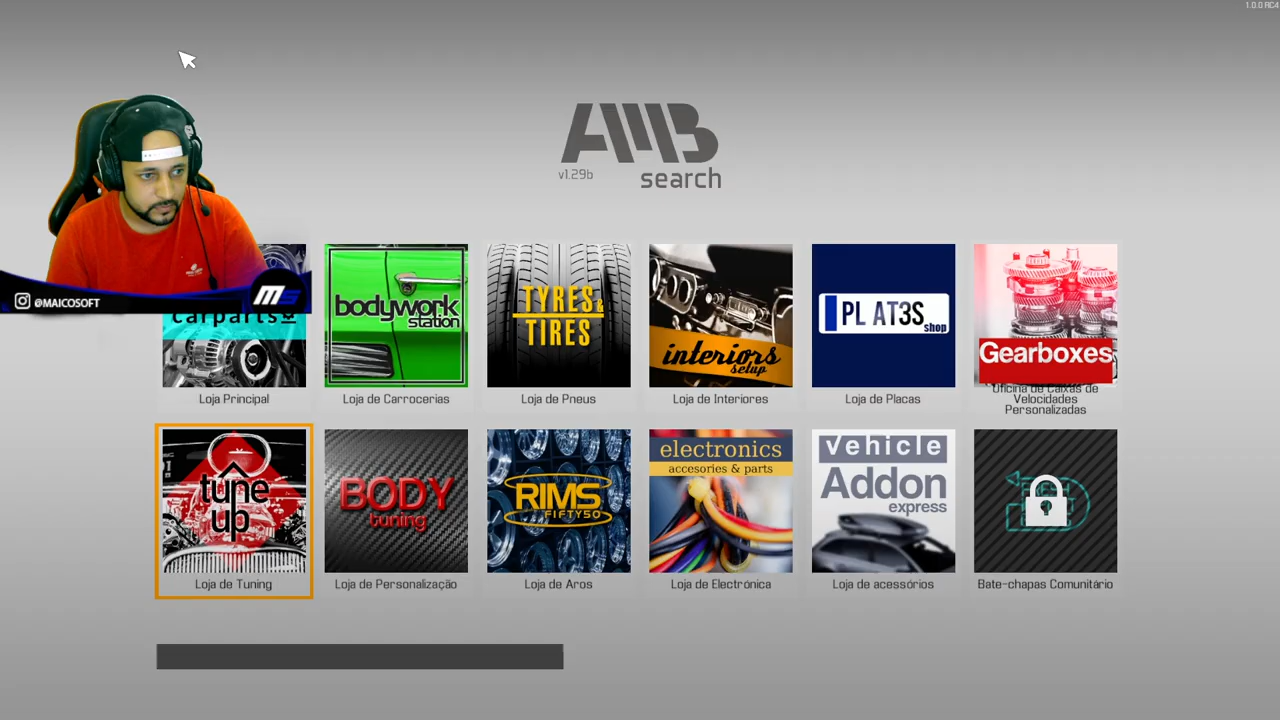 1.0.0 RC4
AMB
v1.29b
search
@MAICOSOFT
MS
carparts
bodywork
station
TYRES &
TIRES
interiors
setup
PL AT3S
shop
Gearboxes
Loja Principal
Loja de Carrocerias
Loja de Pneus
Loja de Interiores
Loja de Placas
Oficina de Caixas de
Velocidades
Personalizadas
tune
up
BODY
tuning
RIMS
FIFTY50
electronics
accesories & parts
vehicle
Addon
express
Loja de Tuning
Loja de Personalização
Loja de Aros
Loja de Electrónica
Loja de acessórios
Bate-chapas Comunitário